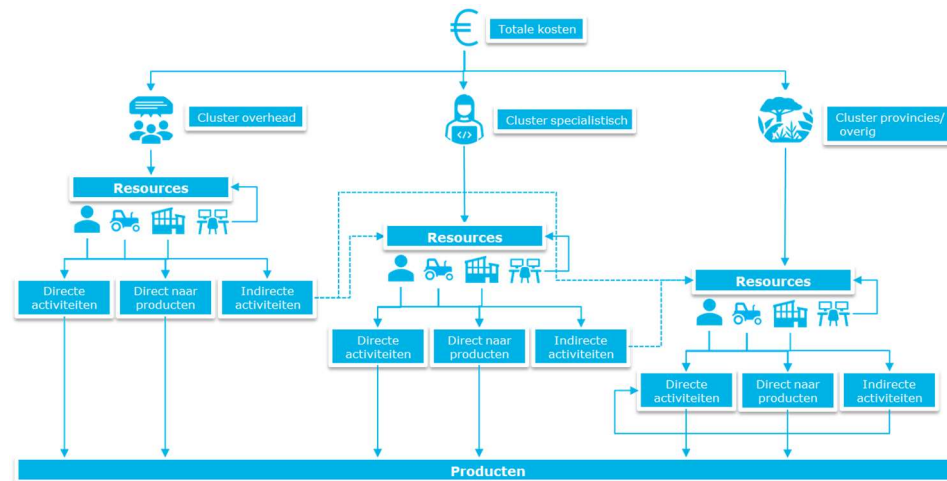 Totale kosten
Cluster overhead
Cluster specialistisch
Cluster provincies/
overig
Resources
Directe
activiteiten
Direct naar
producten
Indirecte
activiteiten
Resources
Directe
activiteiten
Direct naar
producten
Indirecte
activiteiten
Resources
Directe
activiteiten
Direct naar
producten
Indirecte
activiteiten
Producten